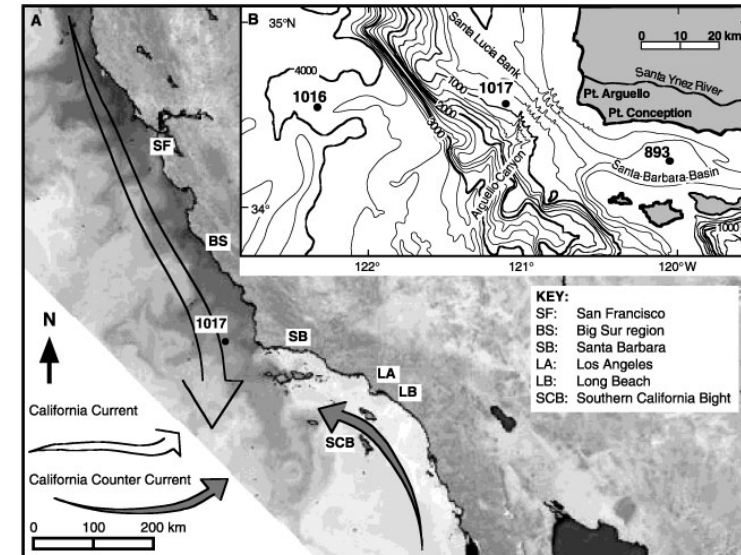 A
SF
BS
1017
SB
LA
LB
SCB
N
California Current
California Counter Current
0 100 200 km
B
35°N
34°
122°
121°
120°W
4000
1016
3000
2000
1000
1017
Santa Lucia Bank
Arguello Canyon
0 10 20 km
Santa Ynez River
Pt. Arguello
Pt. Conception
893
Santa-Barbara-Basin
1000
KEY:
SF: San Francisco
BS: Big Sur region
SB: Santa Barbara
LA: Los Angeles
LB: Long Beach
SCB: Southern California Bight